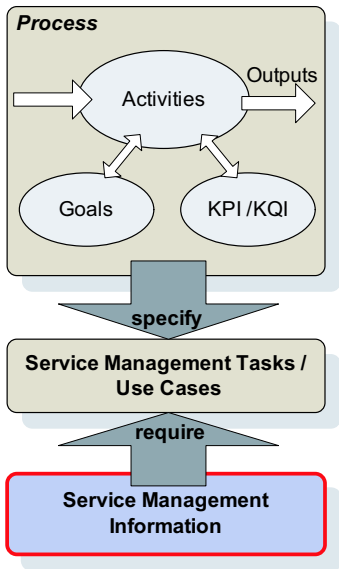 Process
Outputs
Activities
Goals
KPI /KQI
specify
Service Management Tasks /
Use Cases
require
Service Management
Information